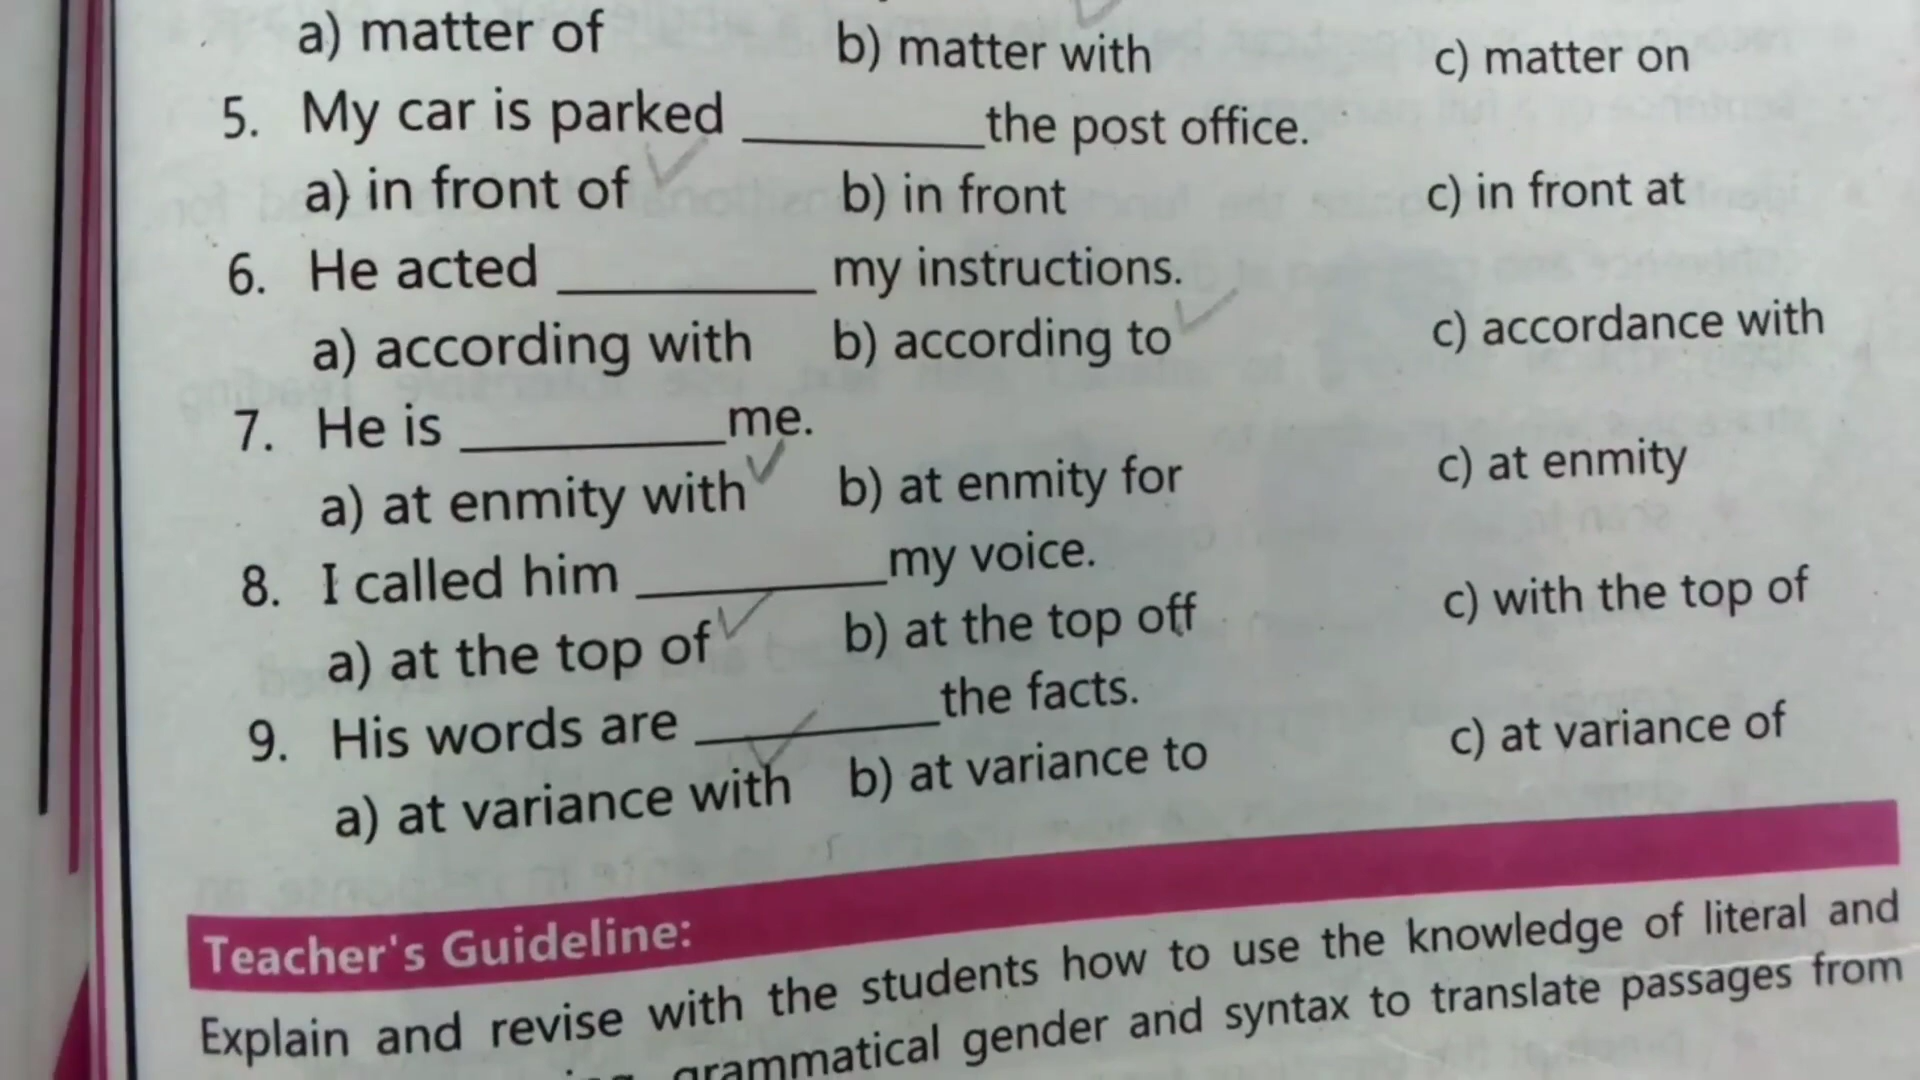 a) matter of b) matter with c) matter on
5. My car is parked __________ the post office.
a) in front of b) in front c) in front at
6. He acted __________ my instructions.
a) according with b) according to c) accordance with
7. He is __________ me.
a) at enmity with b) at enmity for c) at enmity
8. I called him __________ my voice.
a) at the top of b) at the top off c) with the top of
9. His words are __________ the facts.
a) at variance with b) at variance to c) at variance of
Teacher's Guideline:
Explain and revise with the students how to use the knowledge of literal and
grammatical gender and syntax to translate passages from